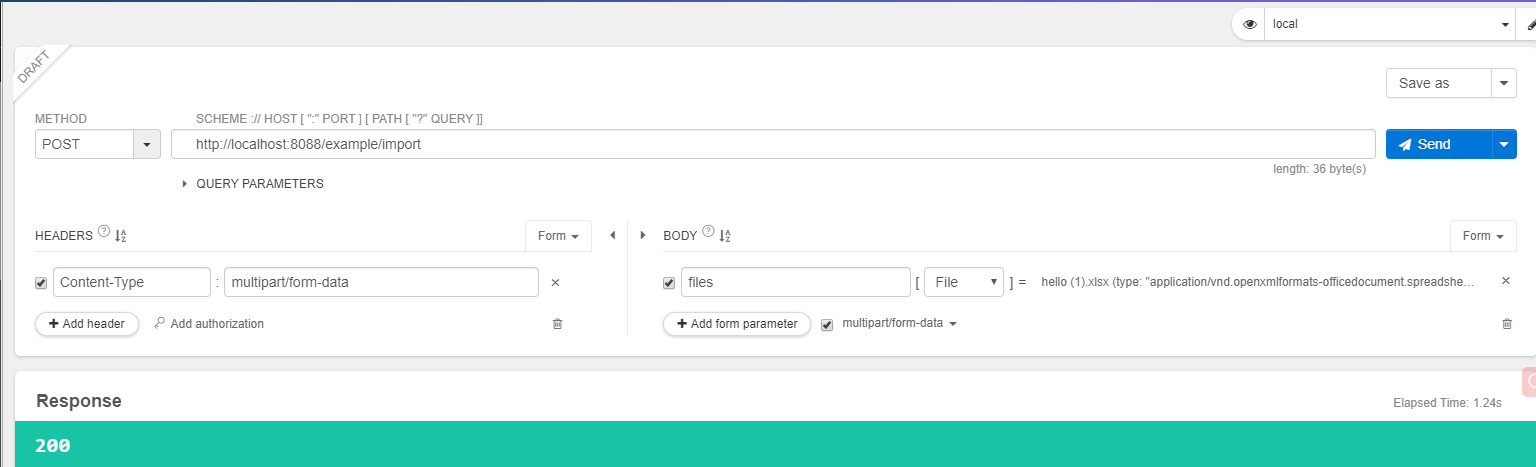 local
DRAFT
Save as
METHOD
SCHEME :// HOST [ ":" PORT ] [ PATH [ "?" QUERY ]]
POST
http://localhost:8088/example/import
Send
length: 36 byte(s)
QUERY PARAMETERS
HEADERS ?
Form
BODY ?
Form
Content-Type : multipart/form-data
files [ File ] = hello (1).xlsx (type: "application/vnd.openxmlformats-officedocument.spreadshe...
+ Add header
Add authorization
+ Add form parameter
multipart/form-data
Response
Elapsed Time: 1.24s
200